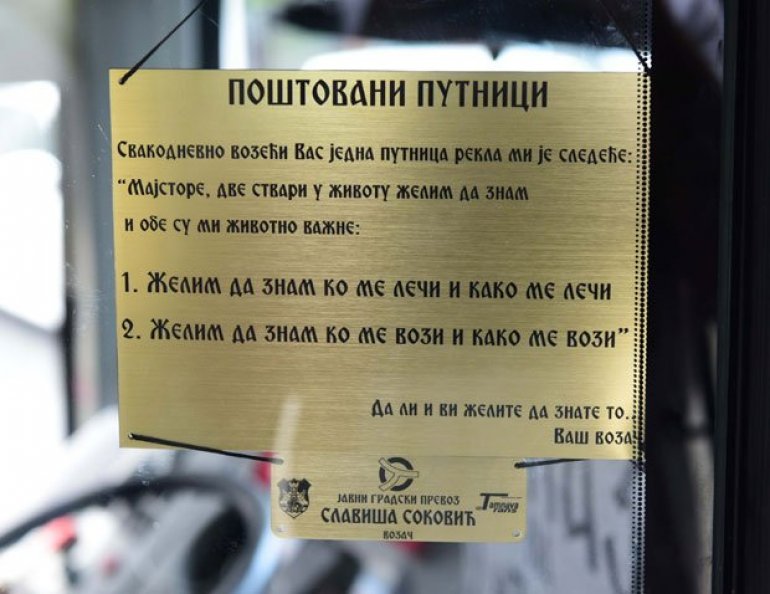 ПОШТОВАНИ ПУТНИЦИ
Свакодневно возећи Вас једна путница рекла ми је следеће:
“Мајсторе, две ствари у животу желим да знам
и обе су ми животно важне:
1. Желим да знам ко ме лечи и како ме лечи
2. Желим да знам ко ме вози и како ме вози”
Да ли и ви желите да знате то..
Ваш возач
ЈАВНИ ГРАДСКИ ПРЕВОЗ
СЛАВИША СОКОВИЋ
ВОЗАЧ